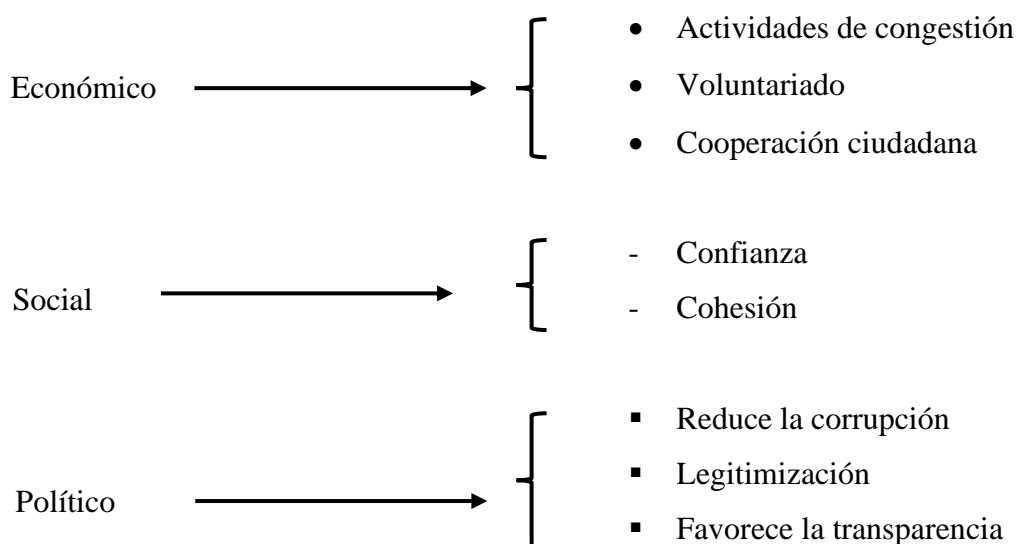 Económico
• Actividades de congestión
• Voluntariado
• Cooperación ciudadana
Social
- Confianza
- Cohesión
Político
▪ Reduce la corrupción
▪ Legitimización
▪ Favorece la transparencia